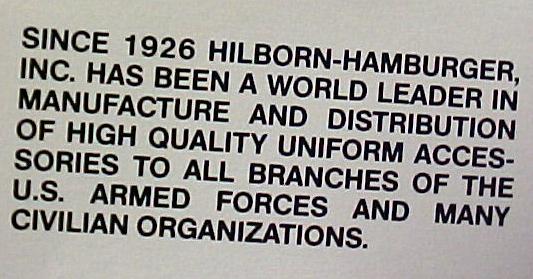 SINCE 1926 HILBORN-HAMBURGER,
INC. HAS BEEN A WORLD LEADER IN
MANUFACTURE AND DISTRIBUTION
OF HIGH QUALITY UNIFORM ACCES-
SORIES TO ALL BRANCHES OF THE
U.S. ARMED FORCES AND MANY
CIVILIAN ORGANIZATIONS.